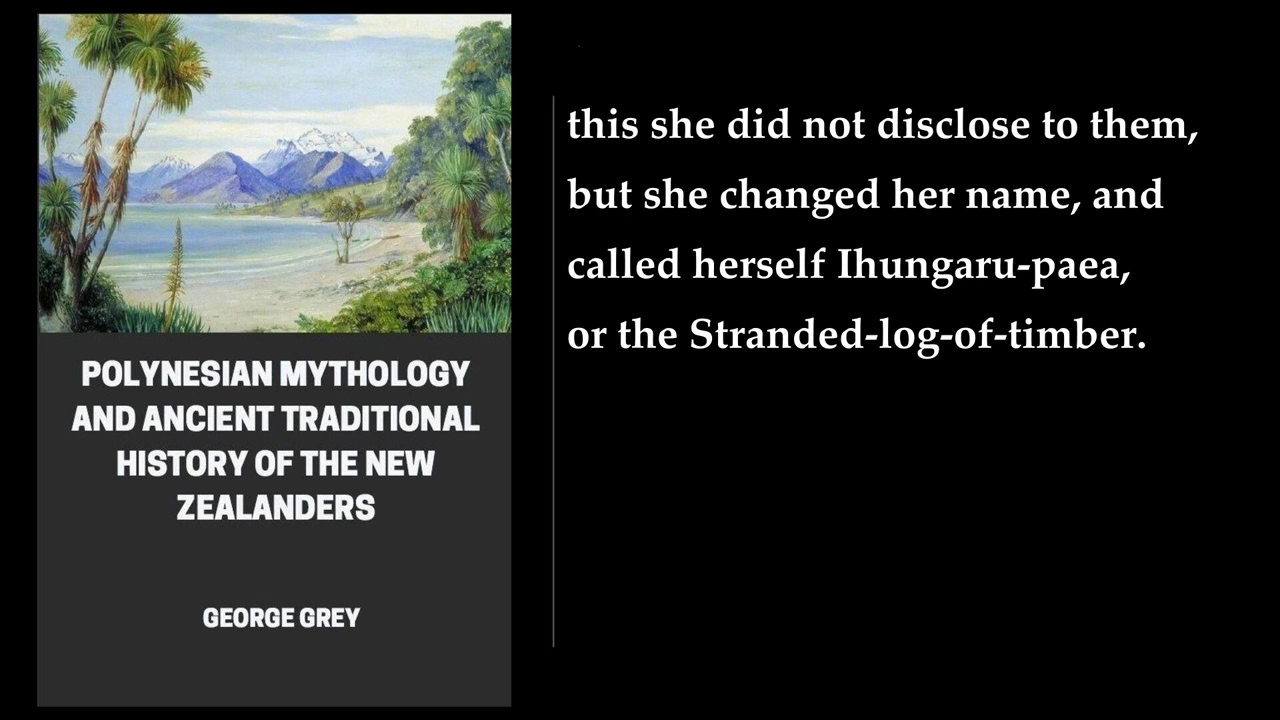 POLYNESIAN MYTHOLOGY
AND ANCIENT TRADITIONAL
HISTORY OF THE NEW
ZEALANDERS
GEORGE GREY
this she did not disclose to them,
but she changed her name, and
called herself Ihungaru-paea,
or the Stranded-log-of-timber.